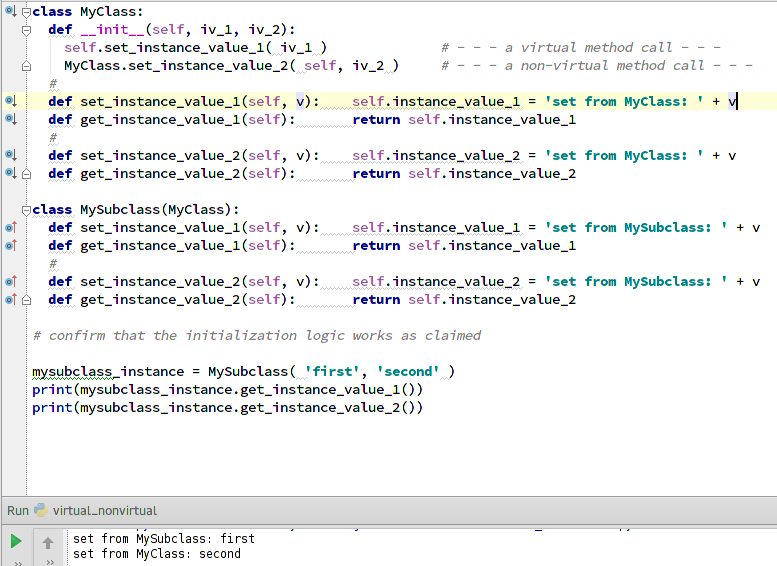 class MyClass:
  def __init__(self, iv_1, iv_2):
    self.set_instance_value_1( iv_1 )              # - - - a virtual method call - - -
    MyClass.set_instance_value_2( self, iv_2 )     # - - - a non-virtual method call - - -
  #
  def set_instance_value_1(self, v):    self.instance_value_1 = 'set from MyClass: ' + v
  def get_instance_value_1(self):       return self.instance_value_1
  #
  def set_instance_value_2(self, v):    self.instance_value_2 = 'set from MyClass: ' + v
  def get_instance_value_2(self):       return self.instance_value_2
class MySubclass(MyClass):
  def set_instance_value_1(self, v):    self.instance_value_1 = 'set from MySubclass: ' + v
  def get_instance_value_1(self):       return self.instance_value_1
  #
  def set_instance_value_2(self, v):    self.instance_value_2 = 'set from MySubclass: ' + v
  def get_instance_value_2(self):       return self.instance_value_2
# confirm that the initialization logic works as claimed
mysubclass_instance = MySubclass( 'first', 'second' )
print(mysubclass_instance.get_instance_value_1())
print(mysubclass_instance.get_instance_value_2())
Run virtual_nonvirtual
set from MySubclass: first
set from MyClass: second